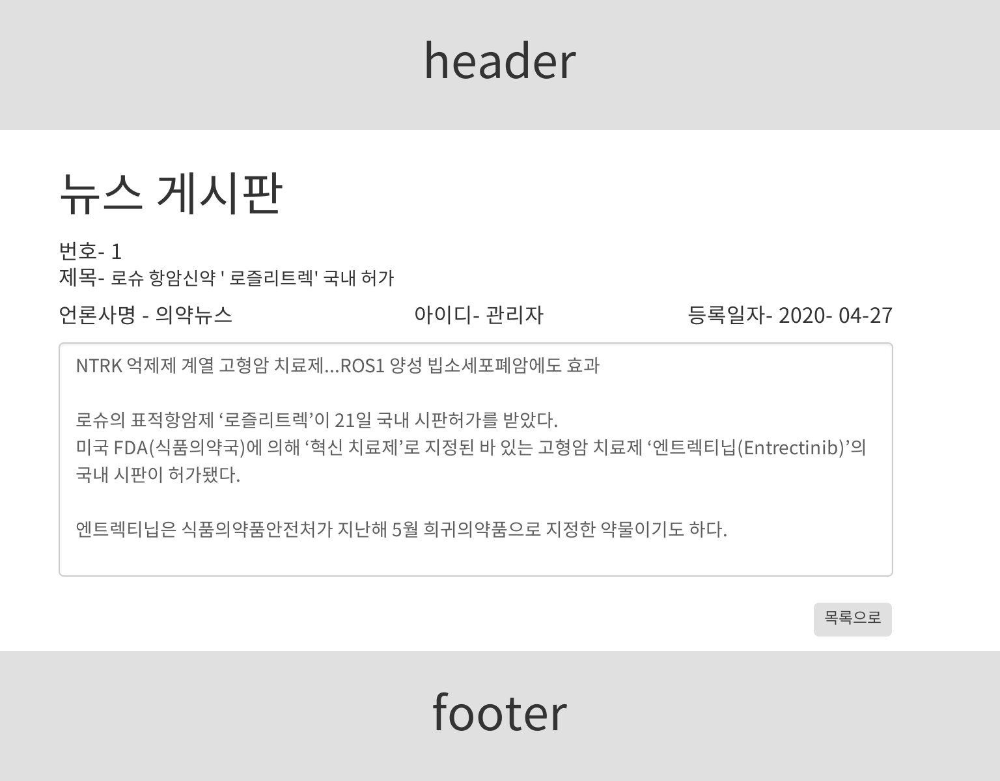 header
뉴스 게시판
번호- 1
제목- 로슈 항암신약 ' 로즐리트렉' 국내 허가
언론사명 - 의약뉴스 아이디- 관리자 등록일자- 2020- 04-27
NTRK 억제제 계열 고형암 치료제...ROS1 양성 빕소세포폐암에도 효과
로슈의 표적항암제 ‘로즐리트렉’이 21일 국내 시판허가를 받았다.
미국 FDA(식품의약국)에 의해 ‘혁신 치료제’로 지정된 바 있는 고형암 치료제 ‘엔트렉티닙(Entrectinib)’의
국내 시판이 허가됐다.
엔트렉티닙은 식품의약품안전처가 지난해 5월 희귀의약품으로 지정한 약물이기도 하다.
목록으로
footer